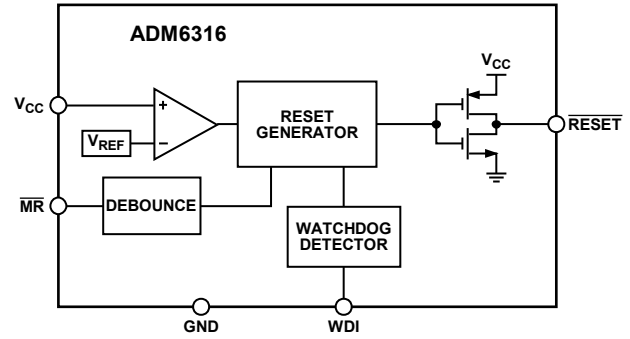 ADM6316
VCC
VCC
+
RESET
GENERATOR
RESET
VREF
–
MR
DEBOUNCE
WATCHDOG
DETECTOR
GND
WDI